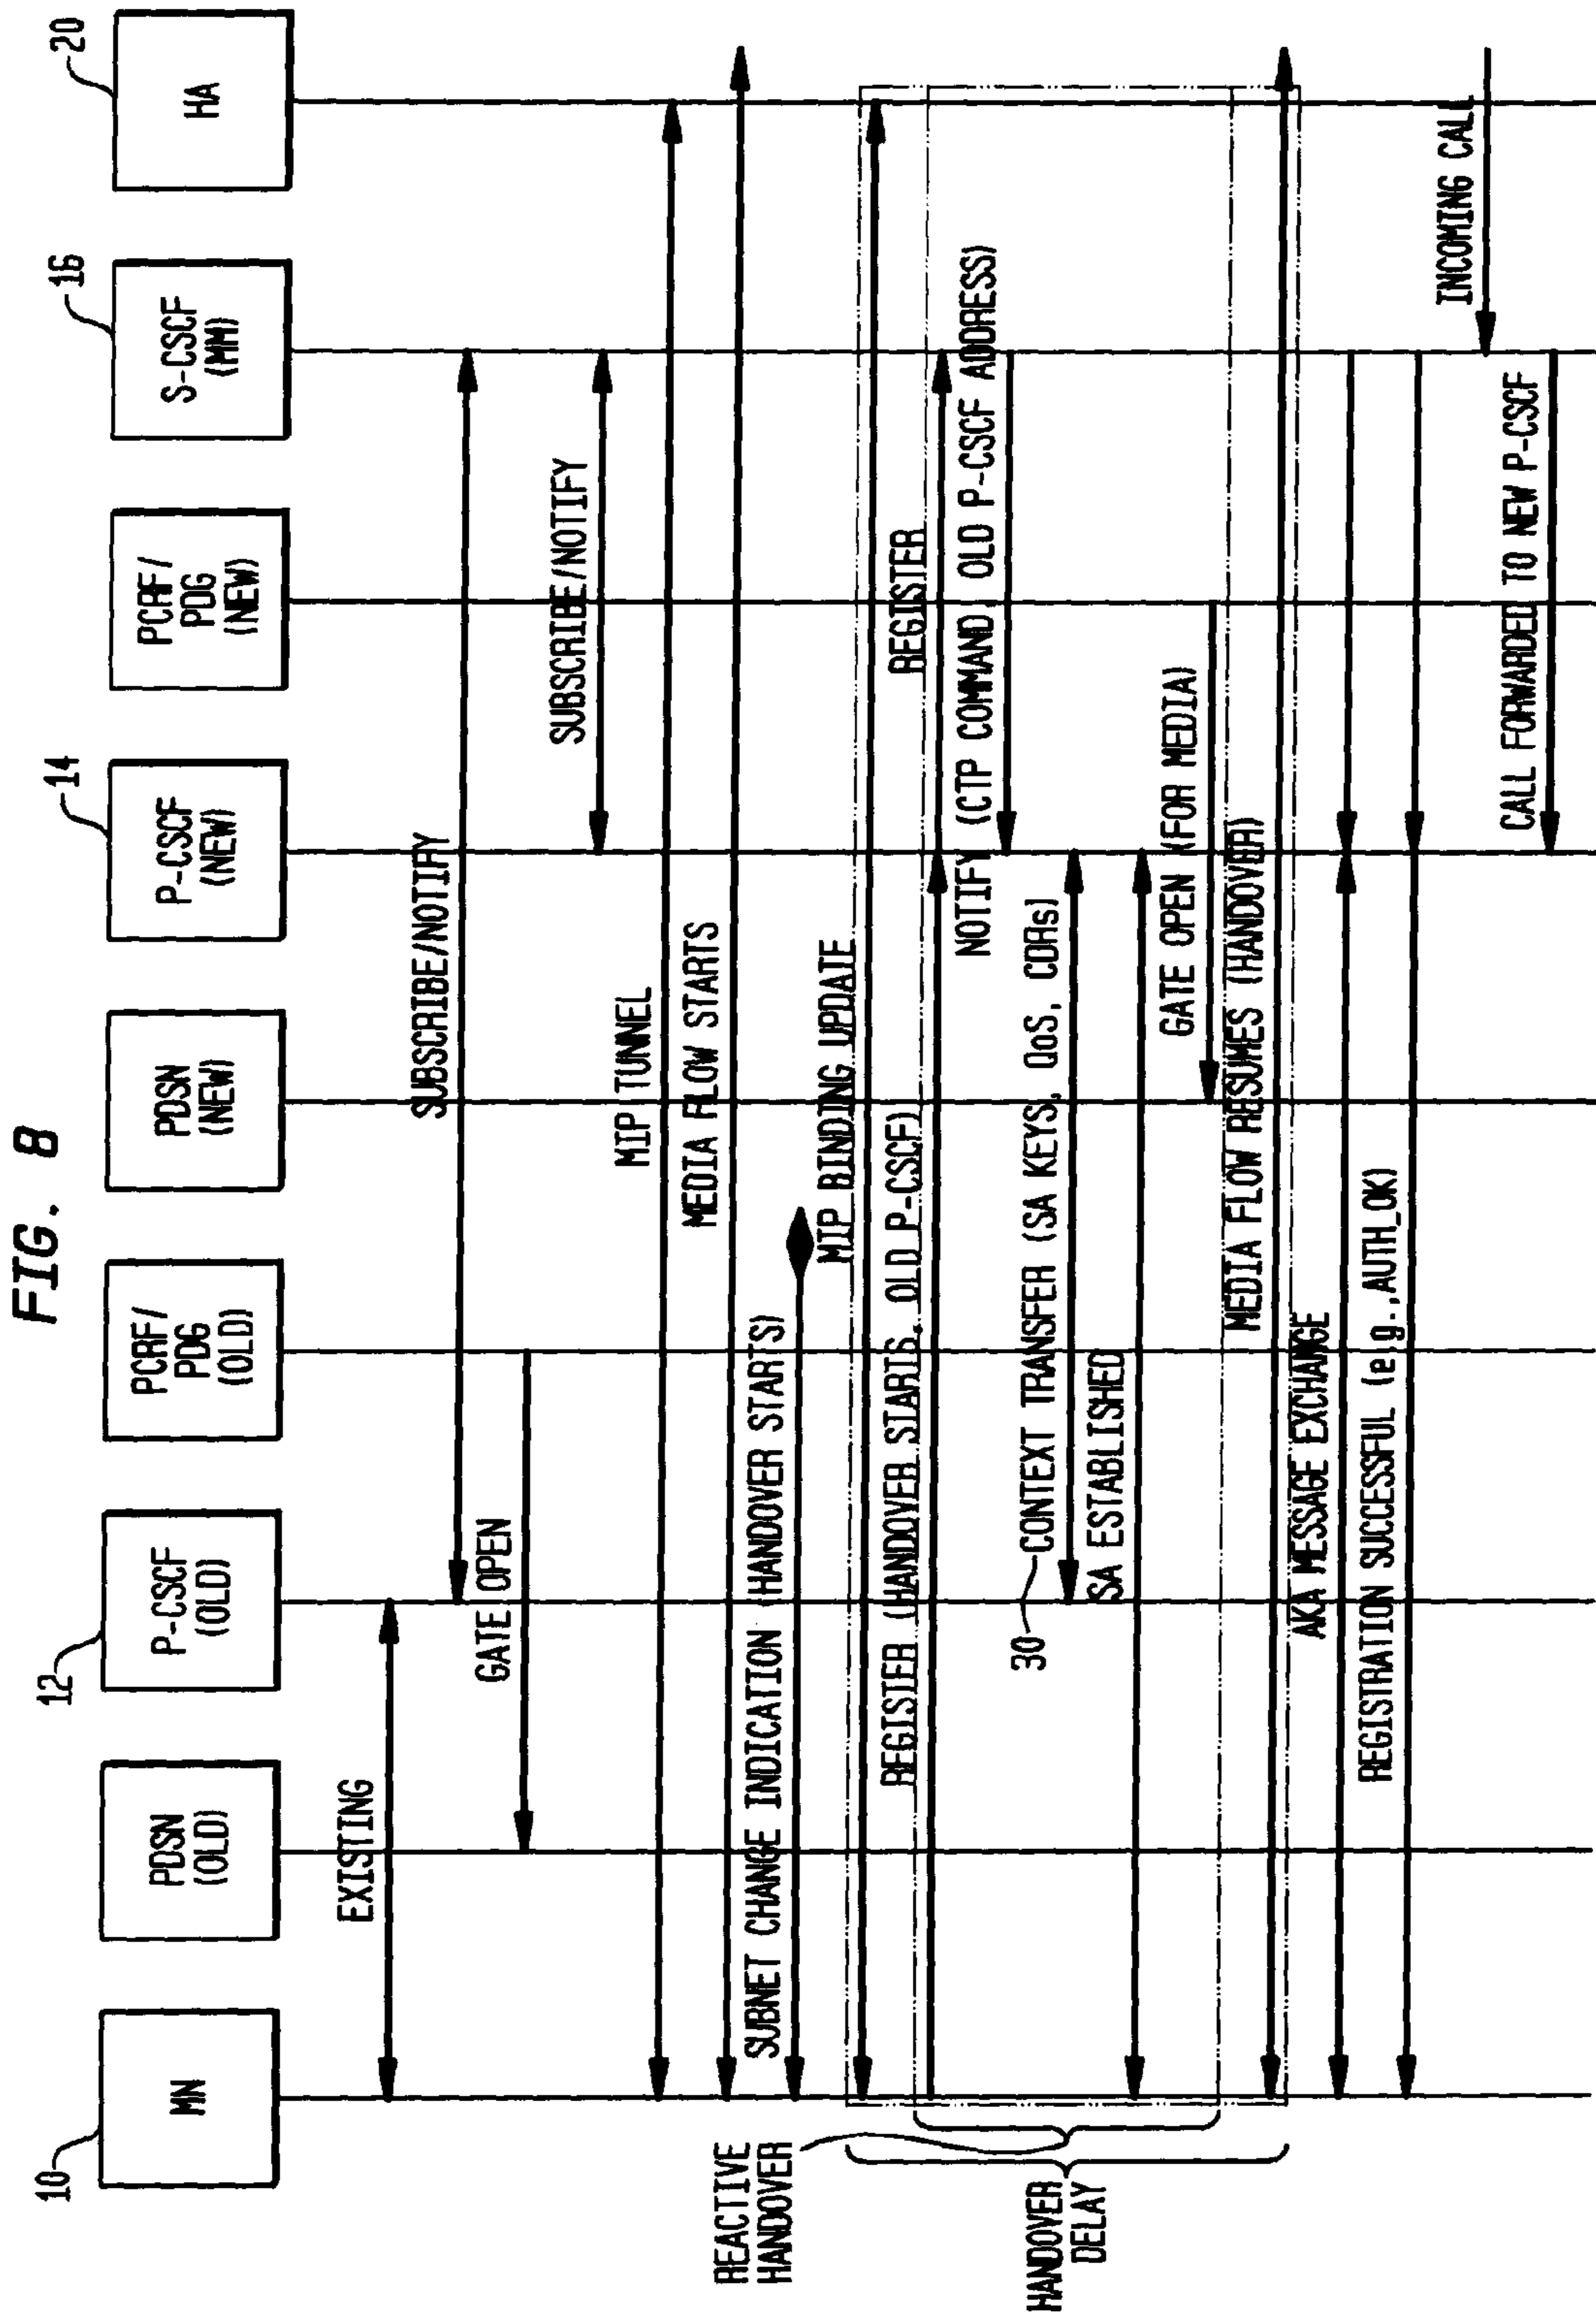 FIG. 8
10
MN
PDSN
(OLD)
12
P-CSCF
(OLD)
PCRF/
PDG
(OLD)
PDSN
(NEW)
14
P-CSCF
(NEW)
PCRF/
PDG
(NEW)
16
S-CSCF
(MM)
20
HA
EXISTING
SUBSCRIBE/NOTIFY
GATE OPEN
SUBSCRIBE/NOTIFY
MIP TUNNEL
MEDIA FLOW STARTS
SUBNET CHANGE INDICATION (HANDOVER STARTS)
MIP BINDING UPDATE
REGISTER (HANDOVER STARTS, OLD P-CSCF)
REGISTER
NOTIFY (CTP COMMAND, OLD P-CSCF ADDRESS)
30
CONTEXT TRANSFER (SA KEYS, QoS, CDRs)
SA ESTABLISHED
GATE OPEN (FOR MEDIA)
MEDIA FLOW RESUMES (HANDOVER)
AKA MESSAGE EXCHANGE
REGISTRATION SUCCESSFUL (e.g.,AUTH_OK)
INCOMING CALL
CALL FORWARDED TO NEW P-CSCF
REACTIVE
HANDOVER
HANDOVER
DELAY